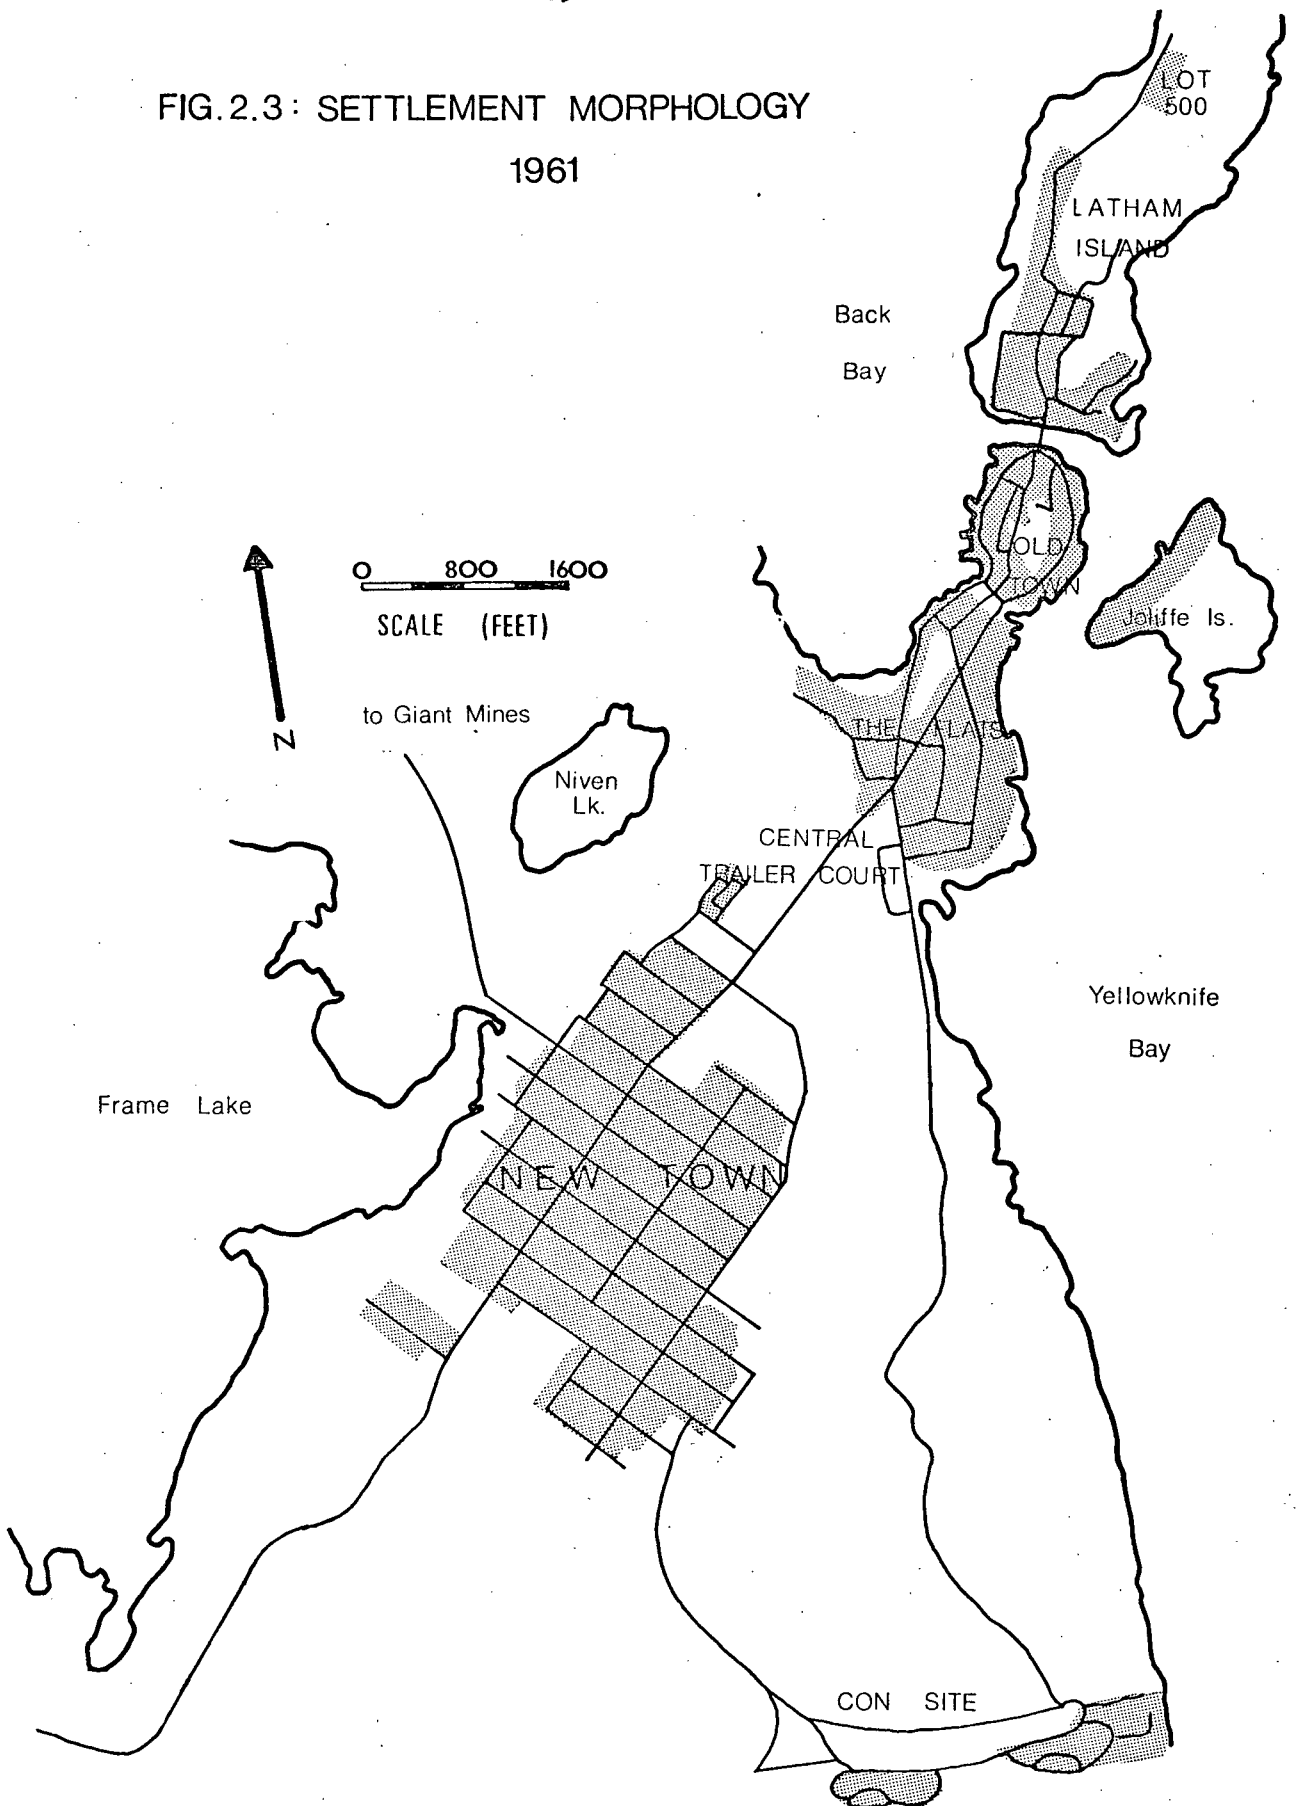 FIG. 2.3: SETTLEMENT MORPHOLOGY
1961
LOT
500
LATHAM
ISLAND
Back
Bay
OLD
TOWN
0 800 1600
SCALE (FEET)
Joliffe Is.
N
to Giant Mines
THE FLATS
Niven
Lk.
CENTRAL
TRAILER COURT
Yellowknife
Bay
Frame Lake
NEW TOWN
CON SITE